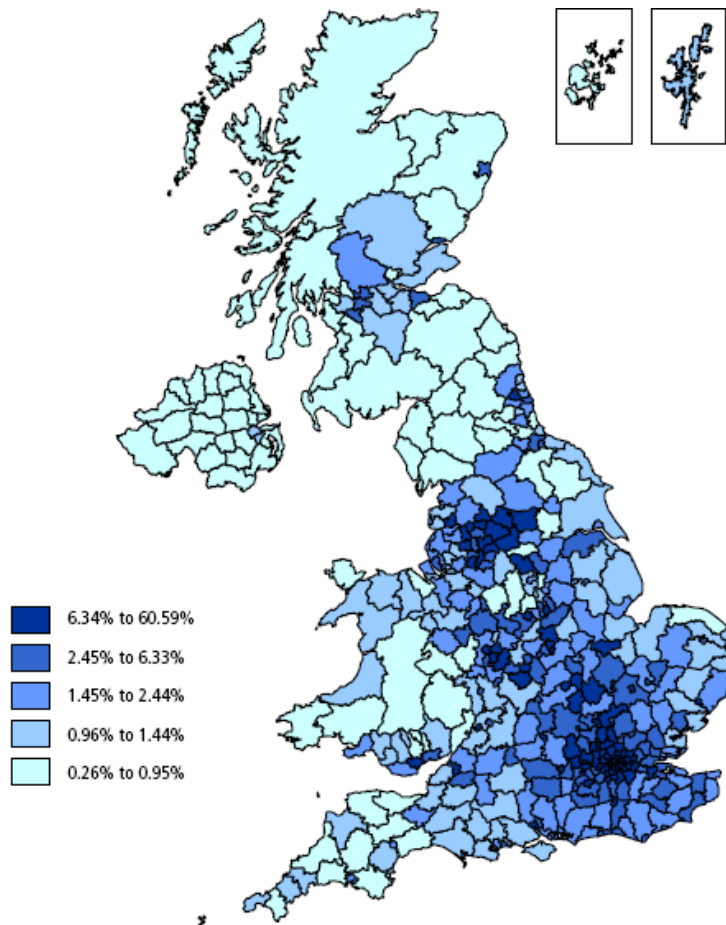 6.34% to 60.59%
2.45% to 6.33%
1.45% to 2.44%
0.96% to 1.44%
0.26% to 0.95%